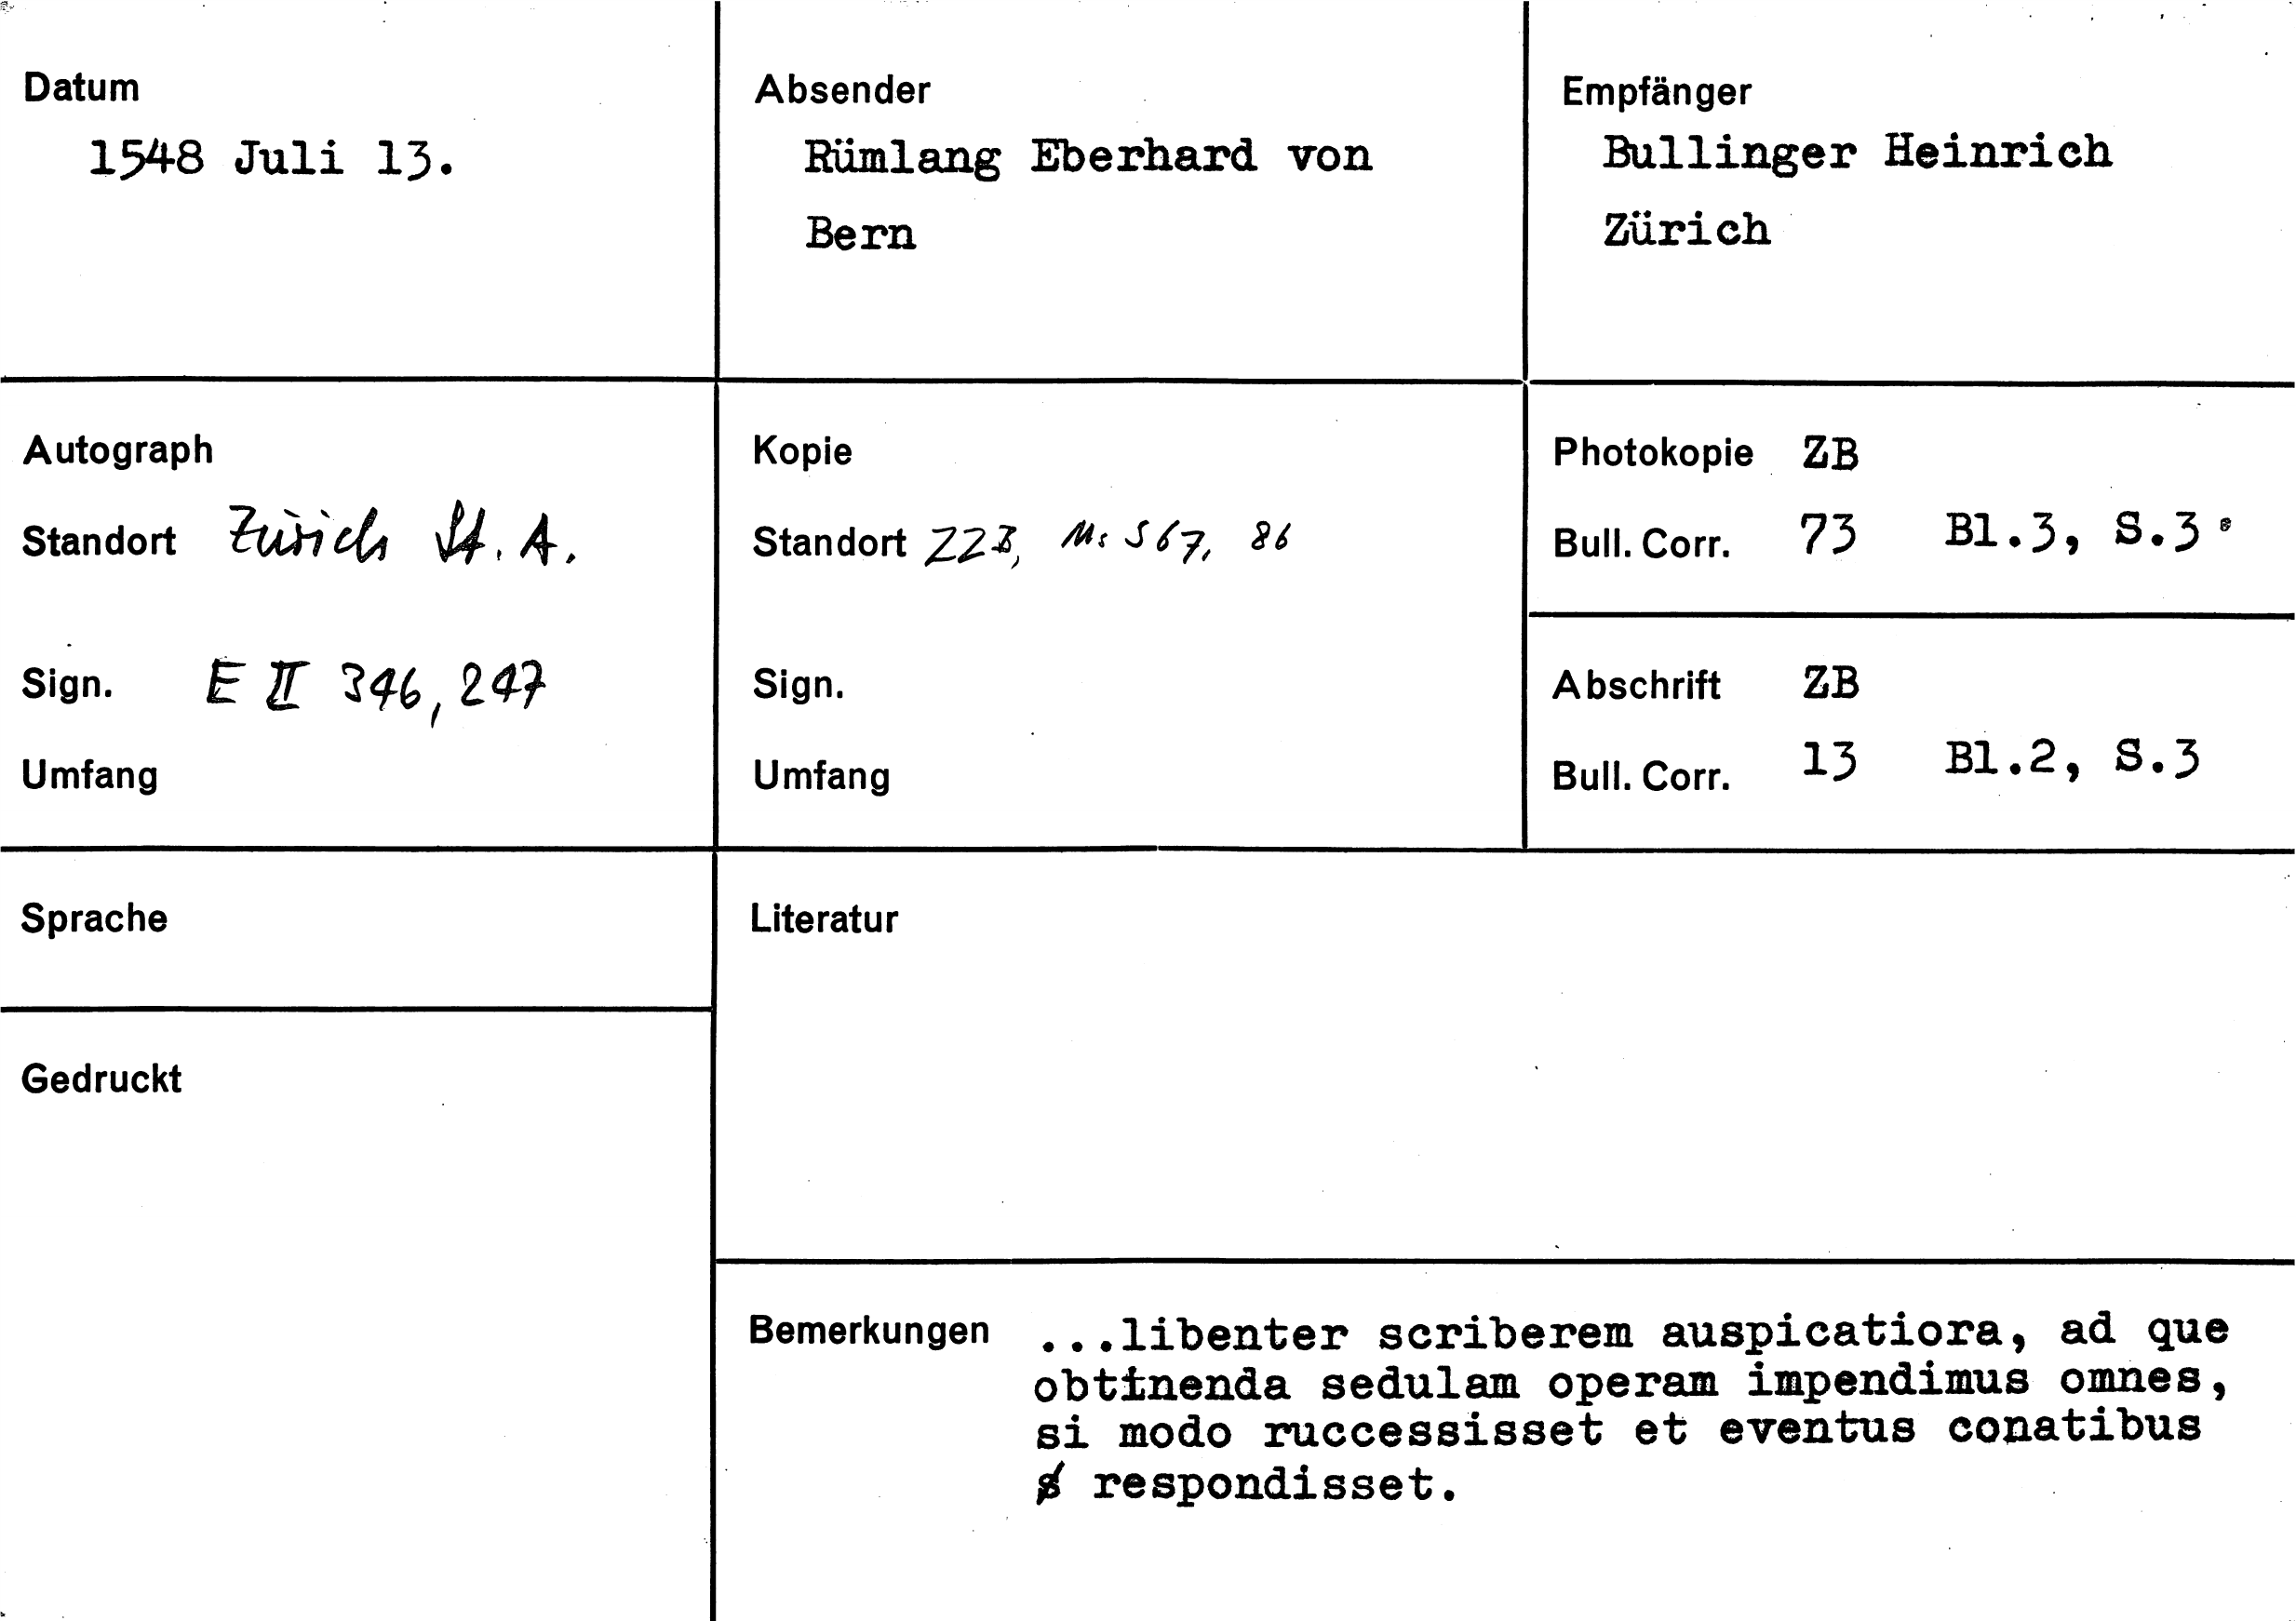 Datum
1548 Juli 13.
Absender
Rümlang Eberhard von
Bern
Empfänger
Bullinger Heinrich
Zürich
Autograph
Standort Zürich St. A.
Sign. E II 346, 247
Umfang
Kopie
Standort ZZB, Ms S 67, 86
Sign.
Umfang
Photokopie ZB
Bull. Corr. 73 Bl.3, S.3.
Abschrift ZB
Bull. Corr. 13 Bl.2, S.3
Sprache
Literatur
Gedruckt
Bemerkungen ...libenter scriberem auspicatiora, ad que
obtinenda sedulam operam impendimus omnes,
si modo ruccessisset et eventus conatibus
respondisset.